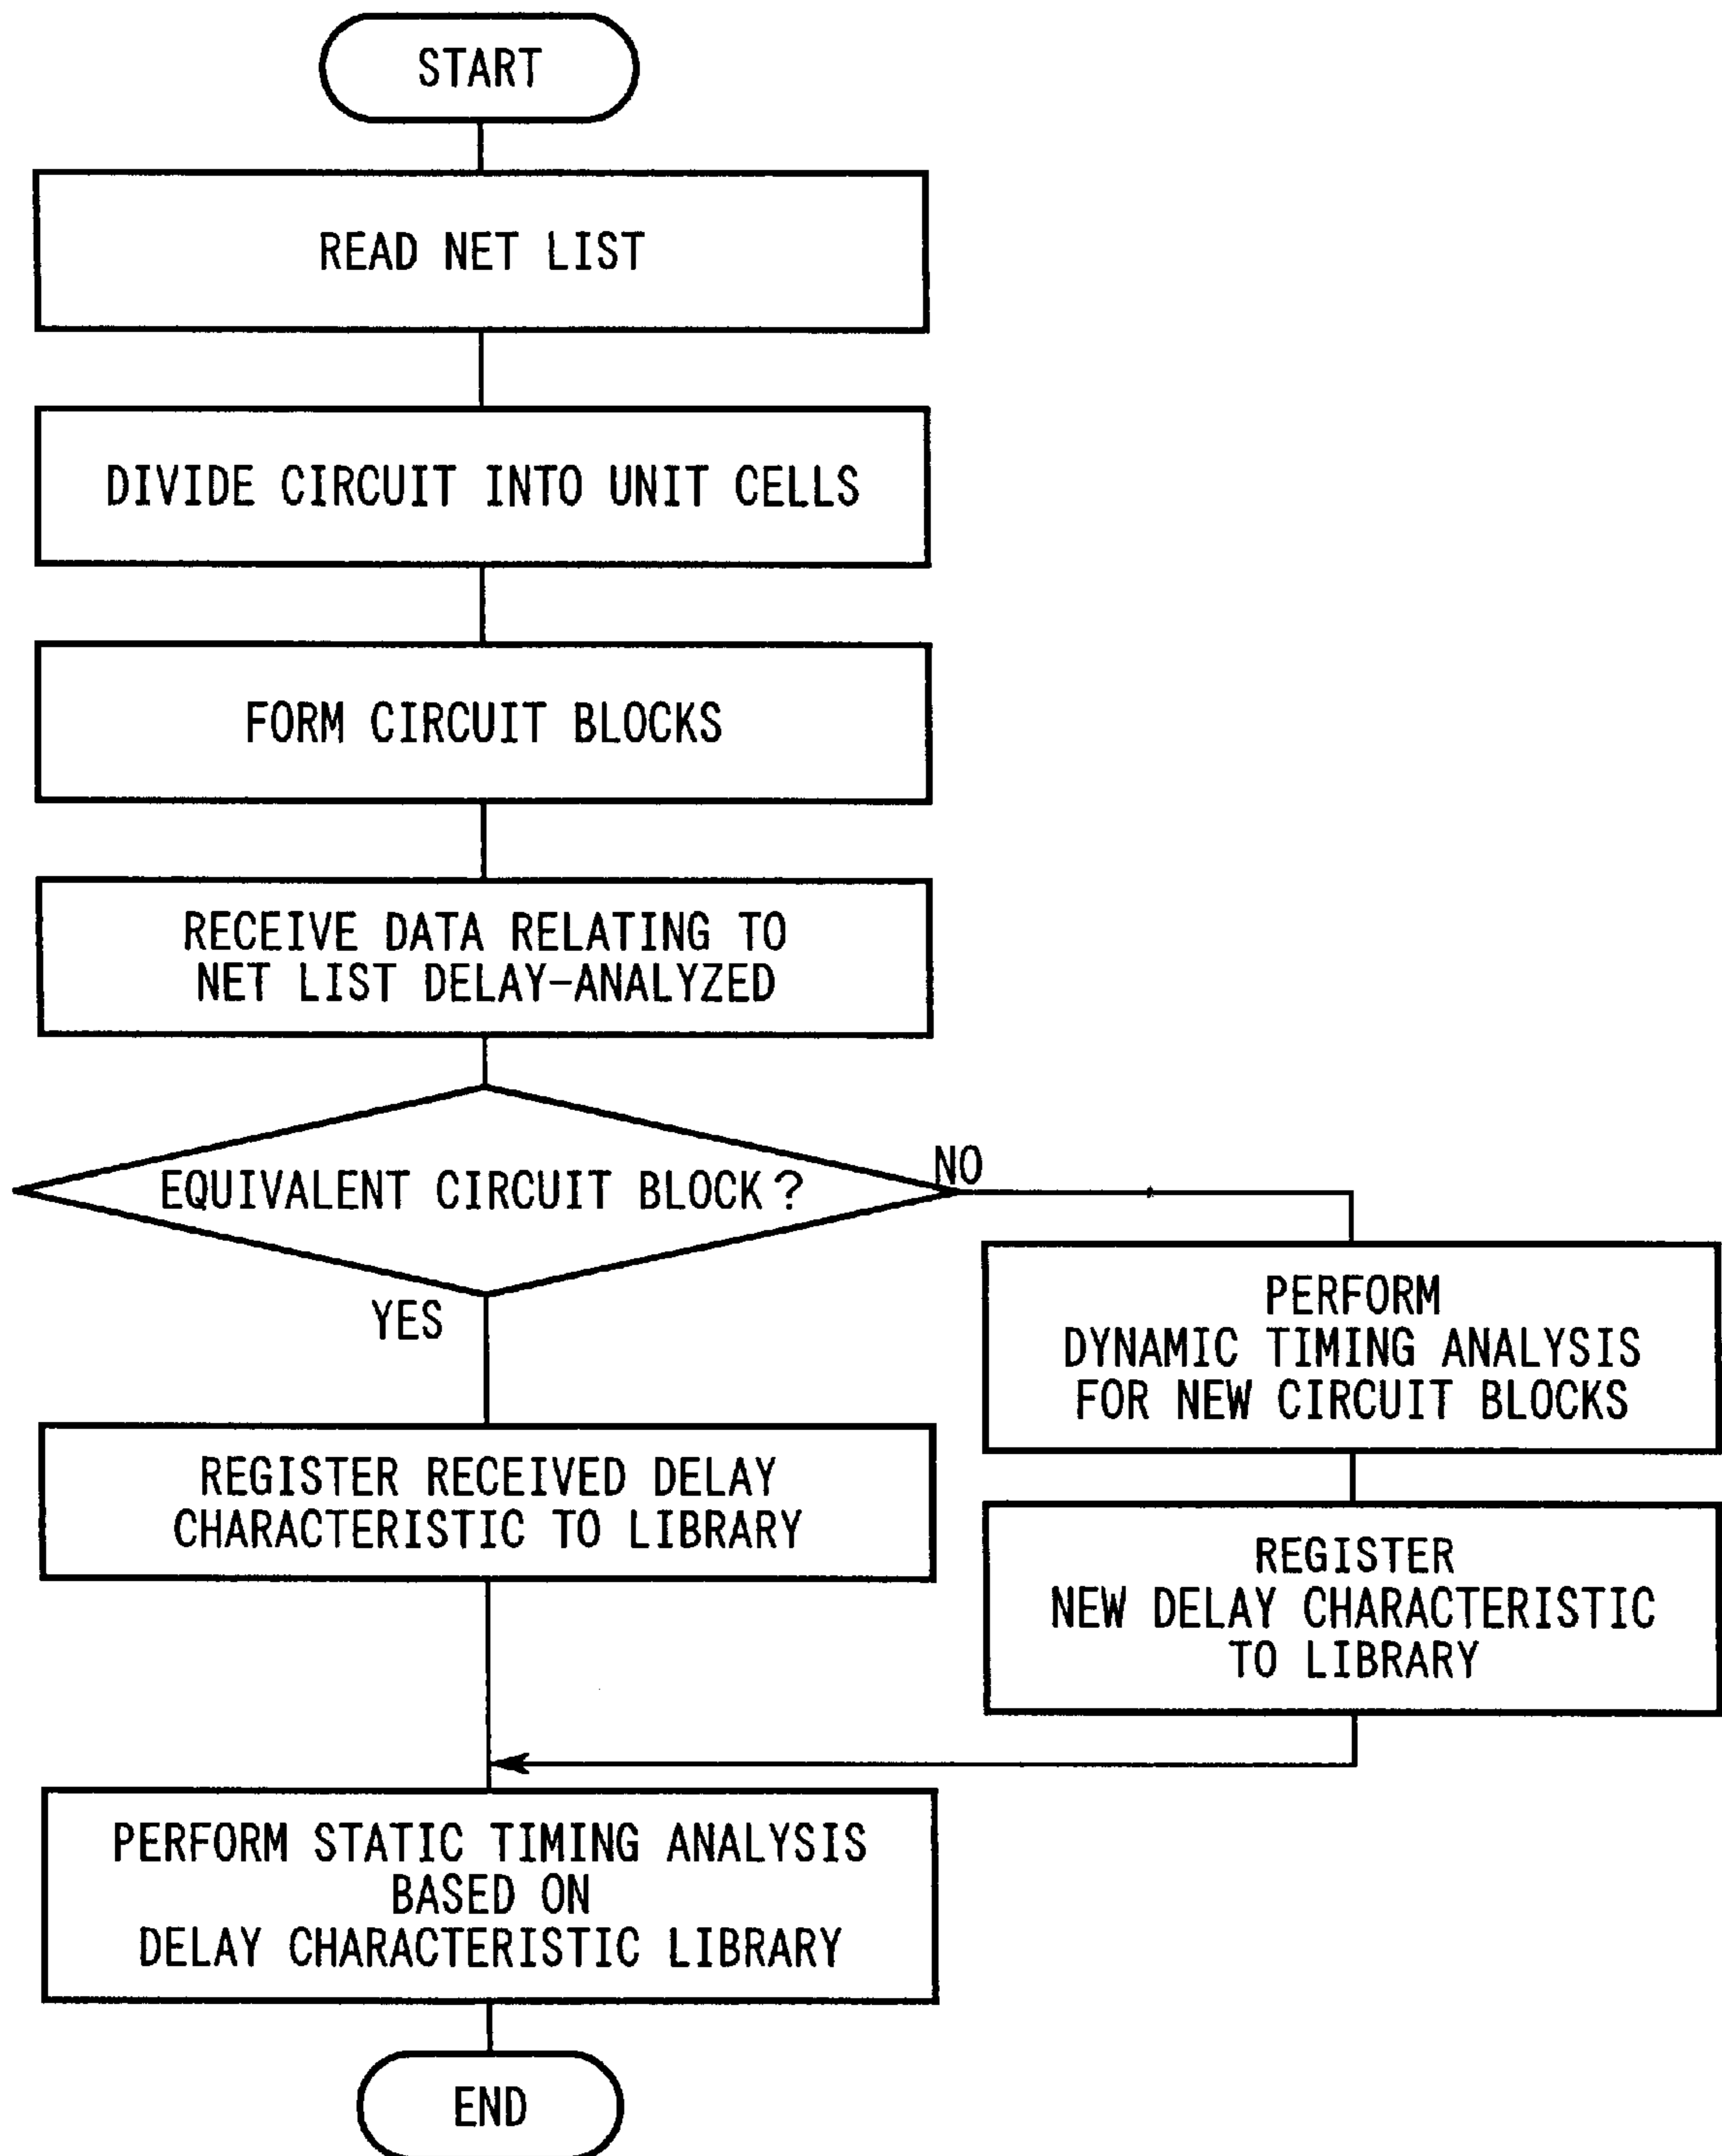 START
READ NET LIST
DIVIDE CIRCUIT INTO UNIT CELLS
FORM CIRCUIT BLOCKS
RECEIVE DATA RELATING TO
NET LIST DELAY-ANALYZED
EQUIVALENT CIRCUIT BLOCK?
NO
YES
PERFORM
DYNAMIC TIMING ANALYSIS
FOR NEW CIRCUIT BLOCKS
REGISTER RECEIVED DELAY
CHARACTERISTIC TO LIBRARY
REGISTER
NEW DELAY CHARACTERISTIC
TO LIBRARY
PERFORM STATIC TIMING ANALYSIS
BASED ON
DELAY CHARACTERISTIC LIBRARY
END